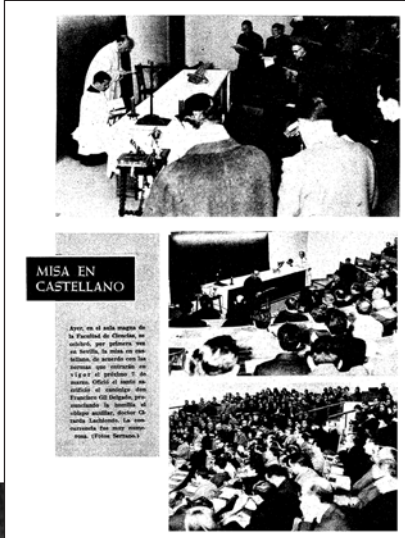 MISA EN
CASTELLANO
Ayer, en el aula magna de
la Facultad de Ciencias, se
celebró, por primera vez
en Sevilla, la misa en cas-
tellano, de acuerdo con las
normas que entrarán en
vigor el próximo 7 de
marzo. Ofició el santo sa-
crificio el canónigo don
Francisco Gil Delgado, pro-
nunciando la homilía el
obispo auxiliar, doctor Ci-
rarda Lachiondo. La con-
currencia fue muy nume-
rosa. (Fotos Serrano.)